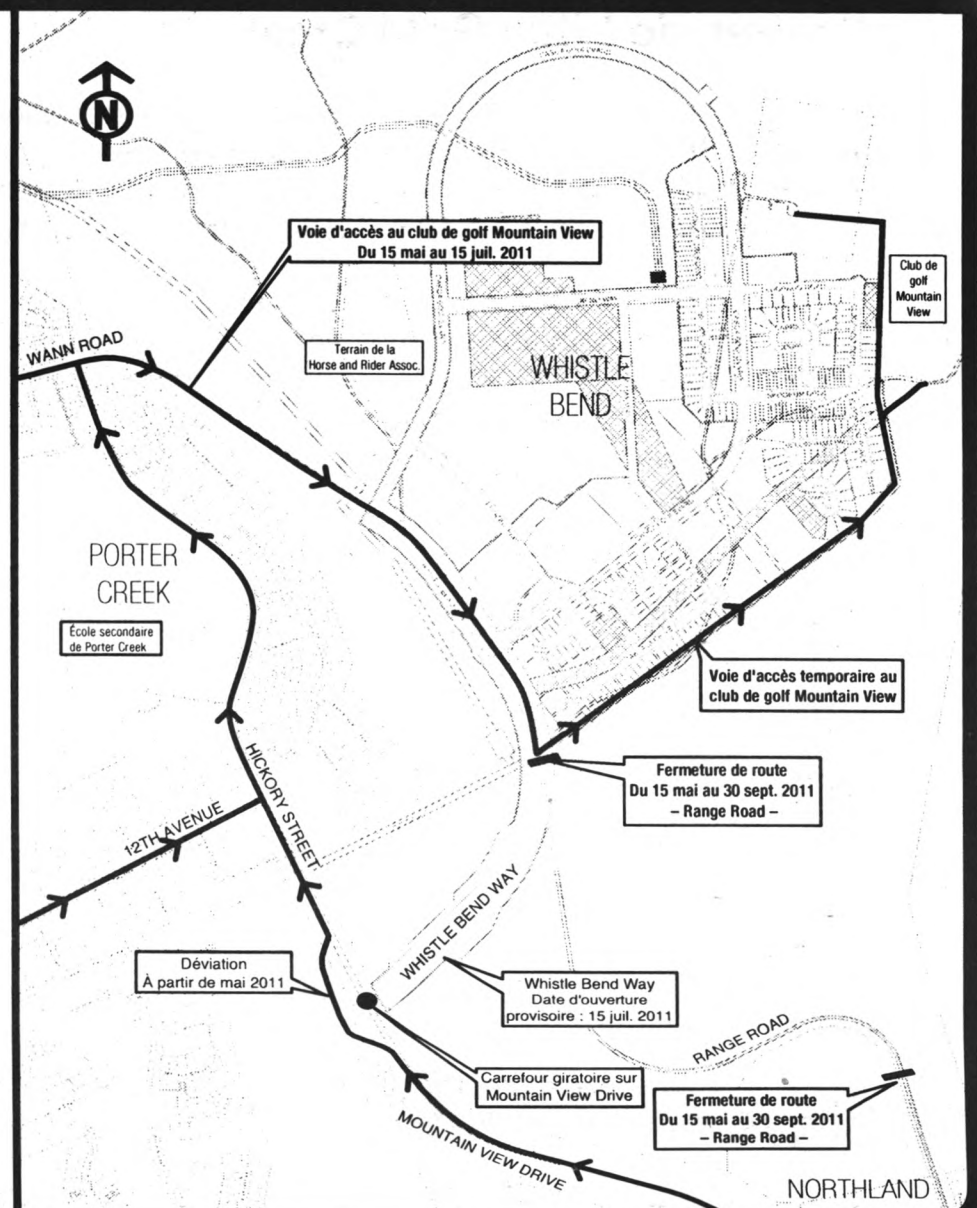 N
Voie d'accès au club de golf Mountain View
Du 15 mai au 15 juil. 2011
Club de
golf
Mountain
View
WANN ROAD
Terrain de la
Horse and Rider Assoc.
WHISTLE
BEND
PORTER
CREEK
École secondaire
de Porter Creek
Voie d'accès temporaire au
club de golf Mountain View
Fermeture de route
Du 15 mai au 30 sept. 2011
– Range Road –
HICKORY STREET
12TH AVENUE
WHISTLE BEND WAY
Déviation
À partir de mai 2011
Whistle Bend Way
Date d'ouverture
provisoire : 15 juil. 2011
RANGE ROAD
Carrefour giratoire sur
Mountain View Drive
Fermeture de route
Du 15 mai au 30 sept. 2011
– Range Road –
MOUNTAIN VIEW DRIVE
NORTHLAND